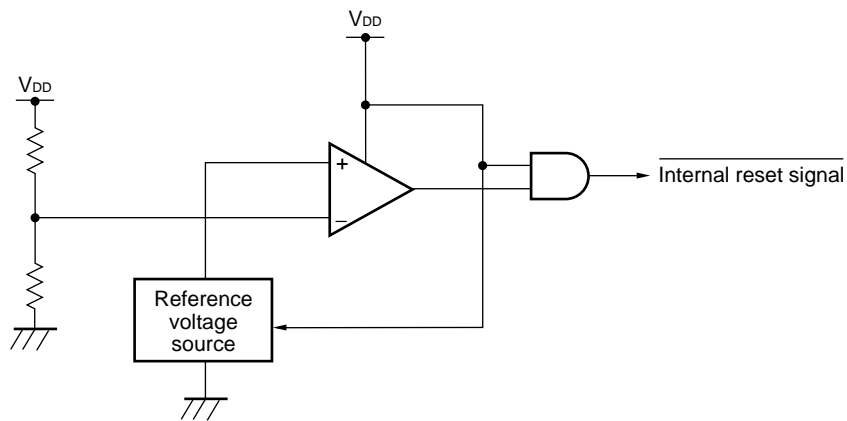 VDD
VDD
+
−
Internal reset signal
Reference
voltage
source